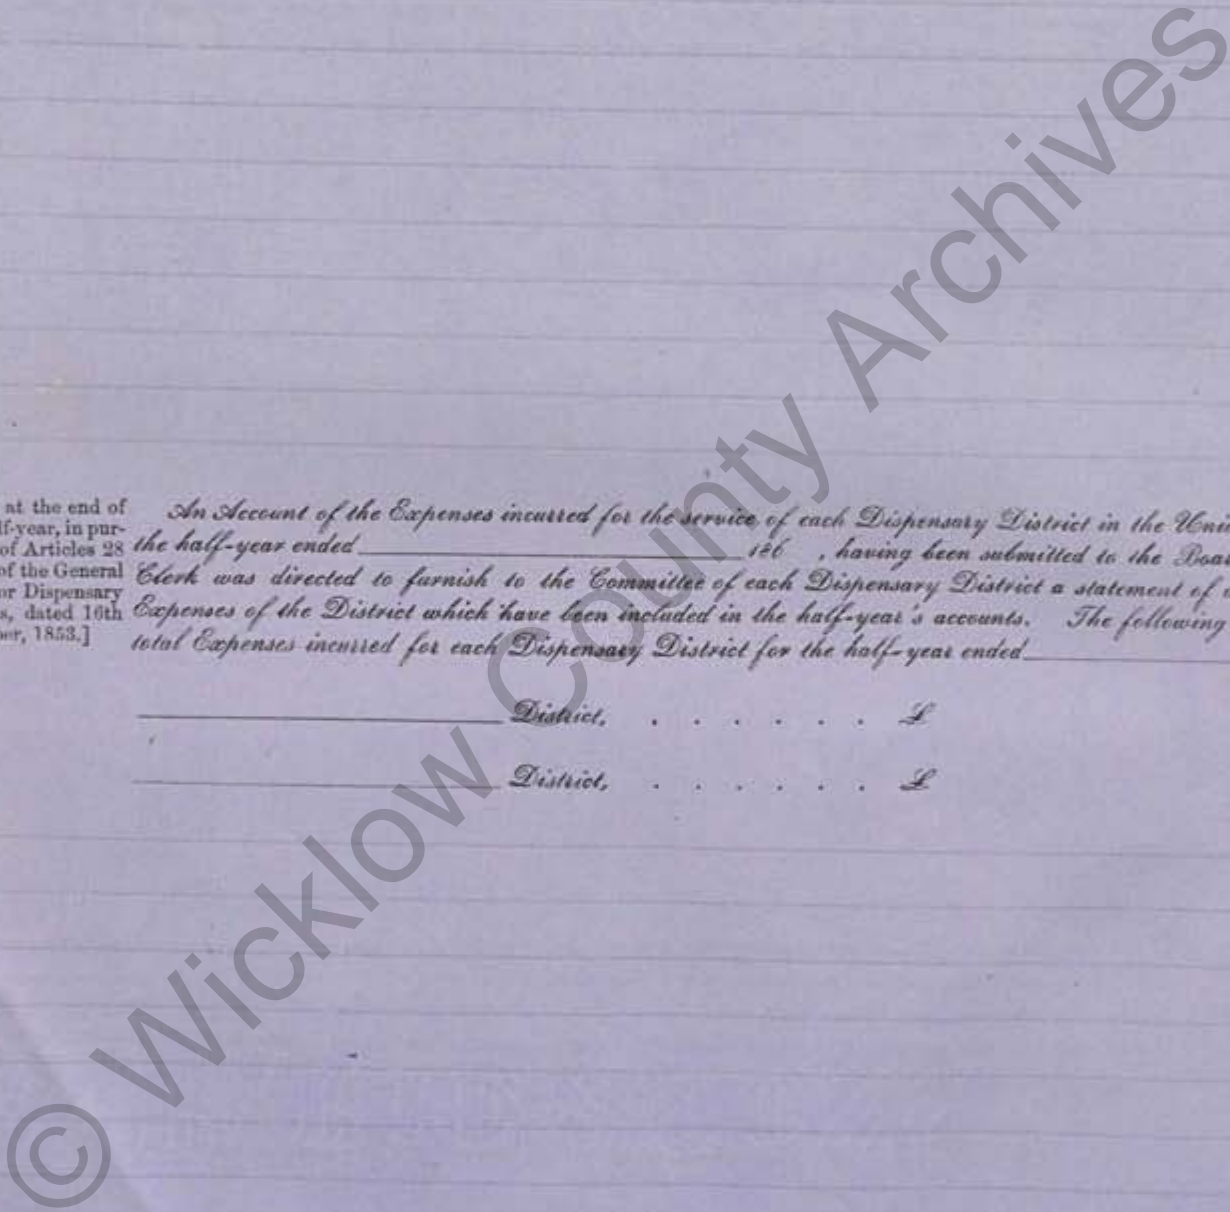 at the end of
lf-year, in pur-
of Articles 28
of the General
or Dispensary
s, dated 16th
ber, 1853.]
An Account of the Expenses incurred for the service of each Dispensary District in the Uni
the half-year ended 186 , having been submitted to the Boar
Clerk was directed to furnish to the Committee of each Dispensary District a statement of t
Expenses of the District which have been included in the half-year's accounts. The following
total Expenses incurred for each Dispensary District for the half-year ended
District, . . . . . . £
District, . . . . . . £
© Wicklow County Archives